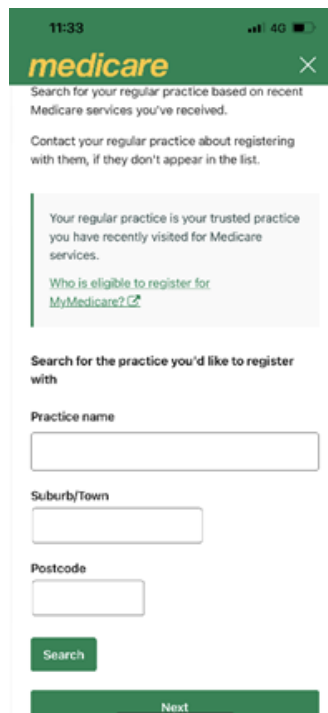 11:33
4G
medicare
Search for your regular practice based on recent
Medicare services you've received.
Contact your regular practice about registering
with them, if they don't appear in the list.
Your regular practice is your trusted practice
you have recently visited for Medicare
services.
Who is eligible to register for
MyMedicare?
Search for the practice you'd like to register
with
Practice name
Suburb/Town
Postcode
Search
Next